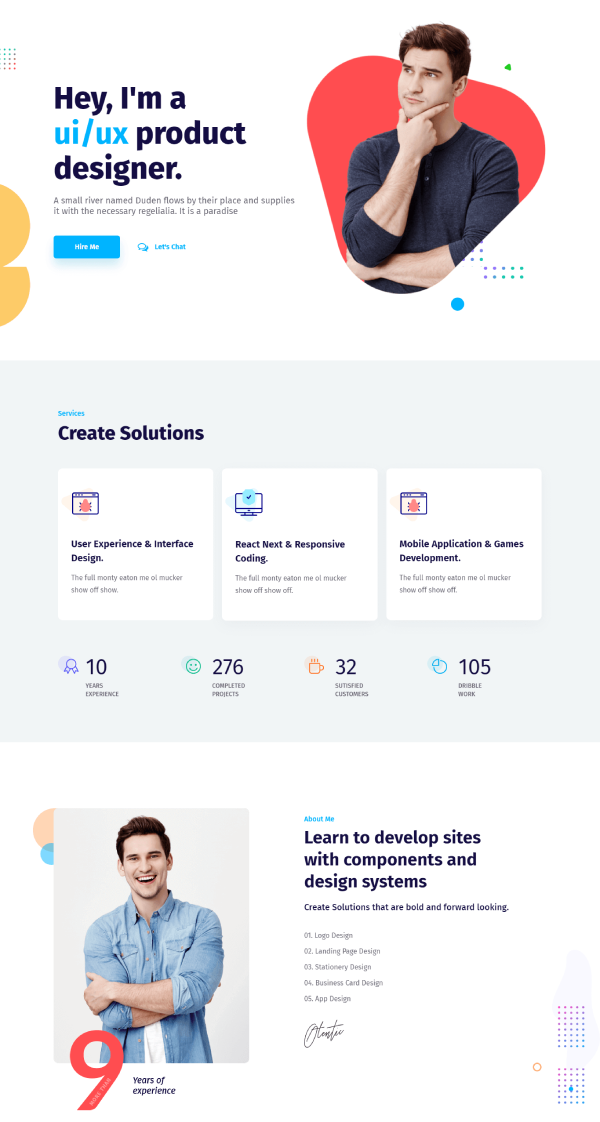 Hey, I'm a
ui/ux product
designer.
A small river named Duden flows by their place and supplies
it with the necessary regelialia. It is a paradise
Hire Me
Let's Chat
Services
Create Solutions
User Experience & Interface
Design.
The full monty eaton me ol mucker
show off show.
React Next & Responsive
Coding.
The full monty eaton me ol mucker
show off show off.
Mobile Application & Games
Development.
The full monty eaton me ol mucker
show off show off.
10
YEARS
EXPERIENCE
276
COMPLETED
PROJECTS
32
SUTISFIED
CUSTOMERS
105
DRIBBLE
WORK
About Me
Learn to develop sites
with components and
design systems
Create Solutions that are bold and forward looking.
01. Logo Design
02. Landing Page Design
03. Stationery Design
04. Business Card Design
05. App Design
9
MORE THAN
Years of
experience